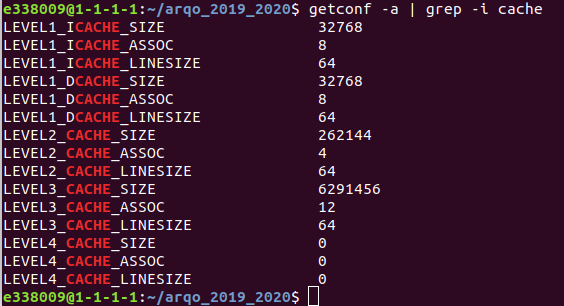 e338009@1-1-1-1:~/arqo_2019_2020$ getconf -a | grep -i cache
LEVEL1_ICACHE_SIZE 32768
LEVEL1_ICACHE_ASSOC 8
LEVEL1_ICACHE_LINESIZE 64
LEVEL1_DCACHE_SIZE 32768
LEVEL1_DCACHE_ASSOC 8
LEVEL1_DCACHE_LINESIZE 64
LEVEL2_CACHE_SIZE 262144
LEVEL2_CACHE_ASSOC 4
LEVEL2_CACHE_LINESIZE 64
LEVEL3_CACHE_SIZE 6291456
LEVEL3_CACHE_ASSOC 12
LEVEL3_CACHE_LINESIZE 64
LEVEL4_CACHE_SIZE 0
LEVEL4_CACHE_ASSOC 0
LEVEL4_CACHE_LINESIZE 0
e338009@1-1-1-1:~/arqo_2019_2020$